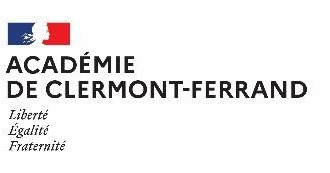 ACADÉMIE
DE CLERMONT-FERRAND
Liberté
Égalité
Fraternité